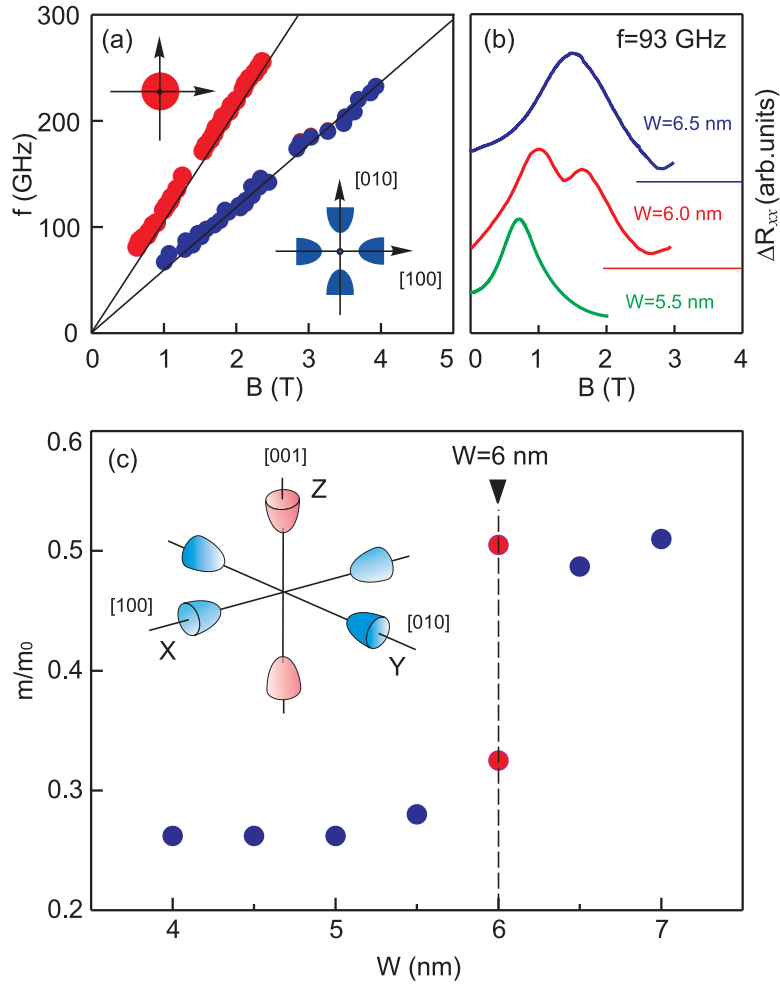 (a)
400
300
200
100
0
f (GHz)
[010]
[100]
0 1 2 3 4 5
B (T)
(b) f=93 GHz
W=6.5 nm
W=6.0 nm
W=5.5 nm
ΔRxx (arb.units)
0 1 2 3 4
B (T)
(c)
0.6
0.5
0.4
0.3
0.2
m/m0
[001]
Z
W=6 nm
[100]
X
[010]
Y
4 5 6 7
W (nm)